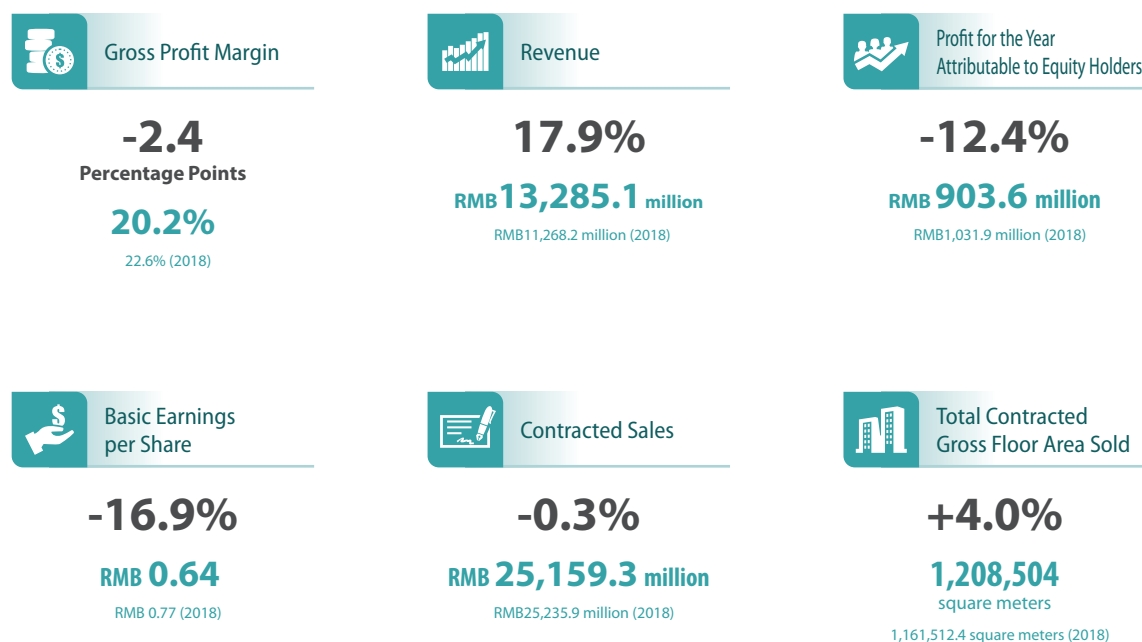 Gross Profit Margin
-2.4
Percentage Points
20.2%
22.6% (2018)
Revenue
17.9%
RMB13,285.1 million
RMB11,268.2 million (2018)
Profit for the Year
Attributable to Equity Holders
-12.4%
RMB 903.6 million
RMB1,031.9 million (2018)
Basic Earnings
per Share
-16.9%
RMB 0.64
RMB 0.77 (2018)
Contracted Sales
-0.3%
RMB 25,159.3 million
RMB25,235.9 million (2018)
Total Contracted
Gross Floor Area Sold
+4.0%
1,208,504
square meters
1,161,512.4 square meters (2018)